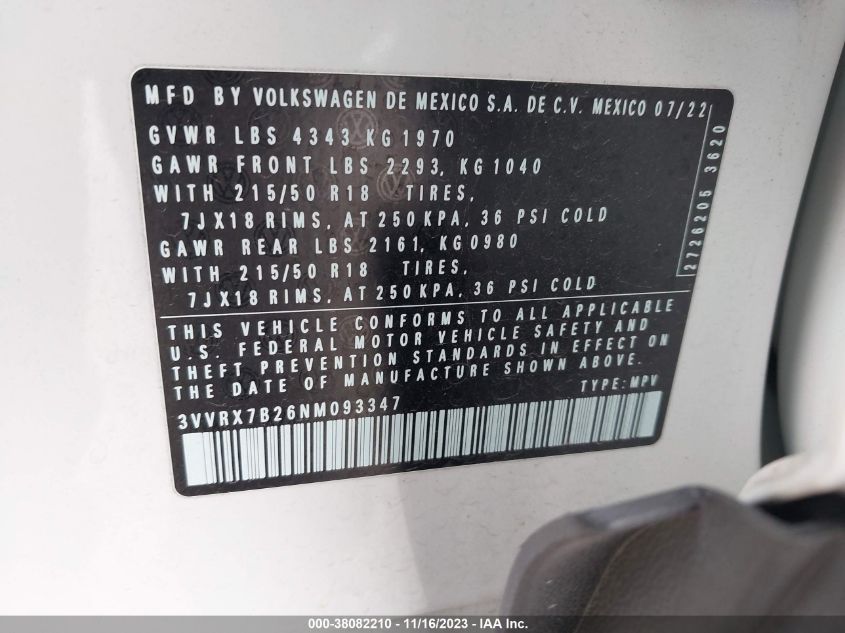 MFD BY VOLKSWAGEN DE MEXICO S.A. DE C.V. MEXICO 07/22
GVWR LBS 4343 KG 1970
GAWR FRONT LBS 2293, KG 1040
WITH 215/50 R18 TIRES,
7JX18 RIMS, AT 250 KPA, 36 PSI COLD
GAWR REAR LBS 2161, KG 0980
WITH 215/50 R18 TIRES,
7JX18 RIMS, AT 250 KPA, 36 PSI COLD
2726205 3620
THIS VEHICLE CONFORMS TO ALL APPLICABLE
U.S. FEDERAL MOTOR VEHICLE SAFETY AND
THEFT PREVENTION STANDARDS IN EFFECT ON
THE DATE OF MANUFACTURE SHOWN ABOVE.
3VVRX7B26NM093347 TYPE: MPV
000-38082210 - 11/16/2023 - © IAA, Inc.